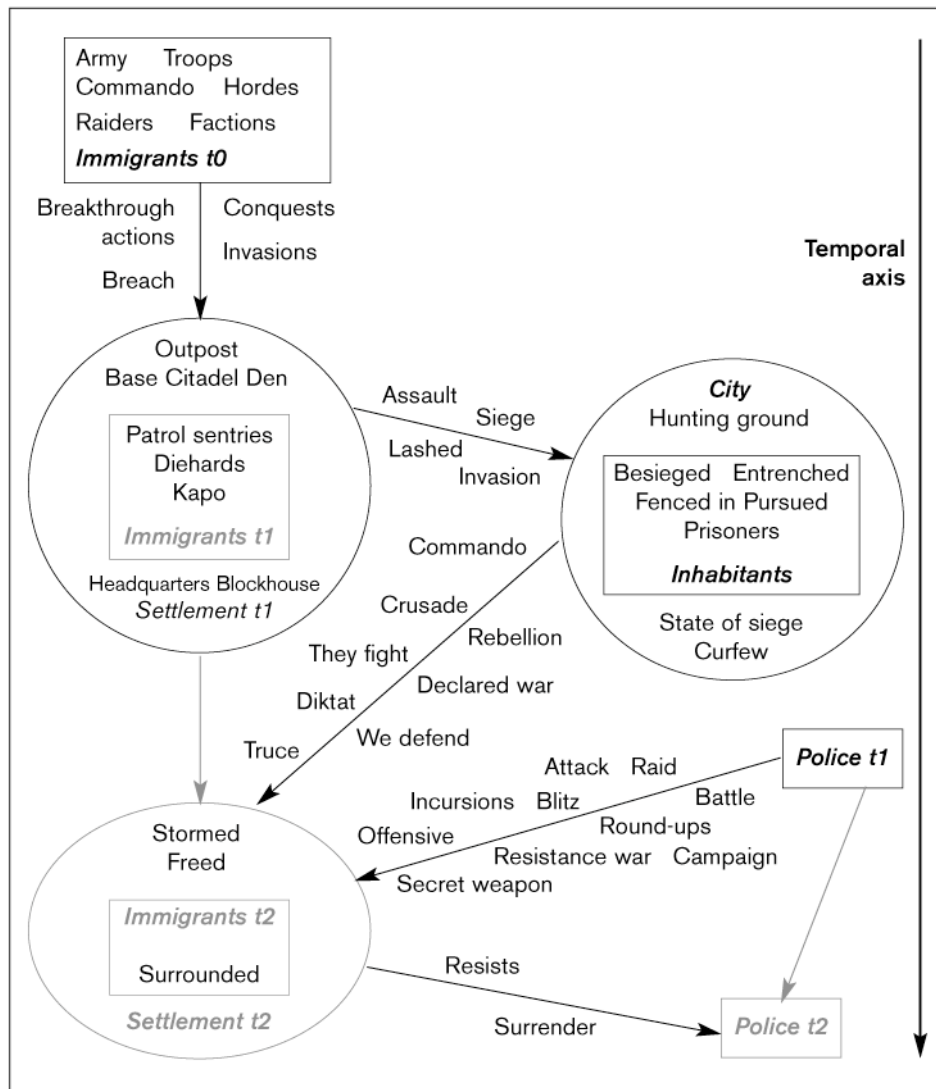 Army Troops
Commando Hordes
Raiders Factions
Immigrants t0
Breakthrough
actions
Breach
Conquests
Invasions
Temporal
axis
Outpost
Base Citadel Den
Patrol sentries
Diehards
Kapo
Immigrants t1
Headquarters Blockhouse
Settlement t1
Assault
Siege
Lashed
Invasion
City
Hunting ground
Besieged Entrenched
Fenced in Pursued
Prisoners
Inhabitants
State of siege
Curfew
Commando
Crusade
Rebellion
They fight
Declared war
Diktat
We defend
Truce
Police t1
Attack Raid
Battle
Incursions Blitz
Round-ups
Offensive
Resistance war Campaign
Secret weapon
Stormed
Freed
Immigrants t2
Surrounded
Settlement t2
Resists
Surrender
Police t2